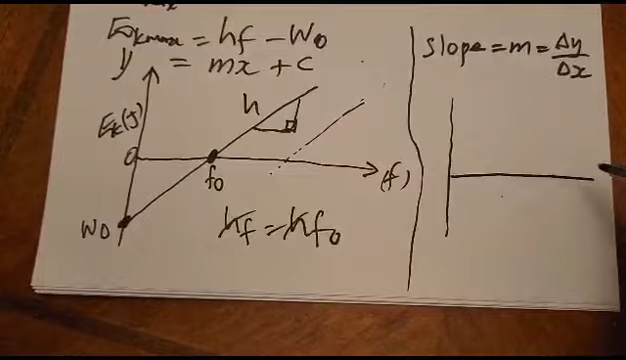 Ekmax = hf - W0
y = mx + c
Ek(J)
h
0
f0
(f)
W0
hf = hf0
Slope = m = Δy/Δx